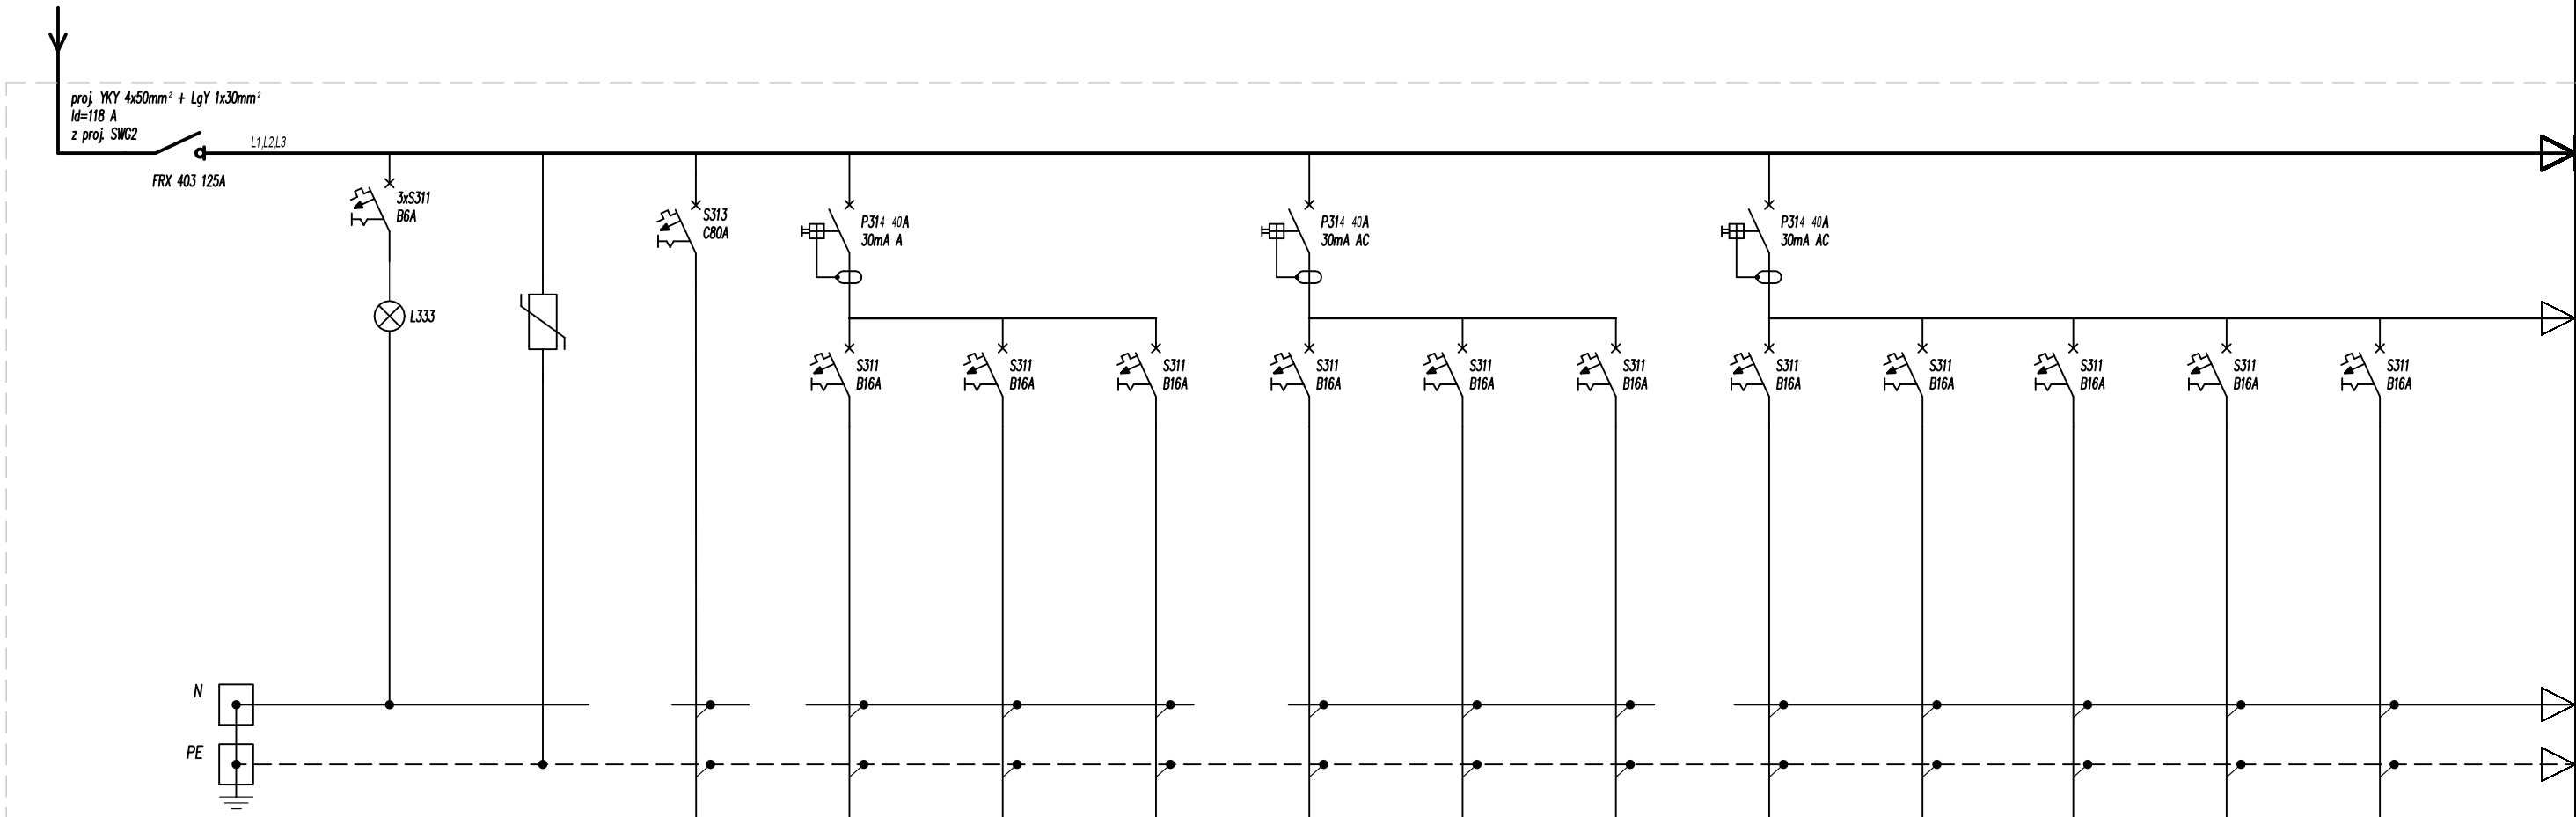 proj. YKY 4x50mm² + LgY 1x30mm²
Id=118 A
z proj. SWG2
L1,L2,L3
FRX 403 125A
3xS311
B6A
L333
S313
C80A
P314 40A
30mA A
P314 40A
30mA AC
P314 40A
30mA AC
S311
B16A
S311
B16A
S311
B16A
S311
B16A
S311
B16A
S311
B16A
S311
B16A
S311
B16A
S311
B16A
S311
B16A
S311
B16A
N
PE